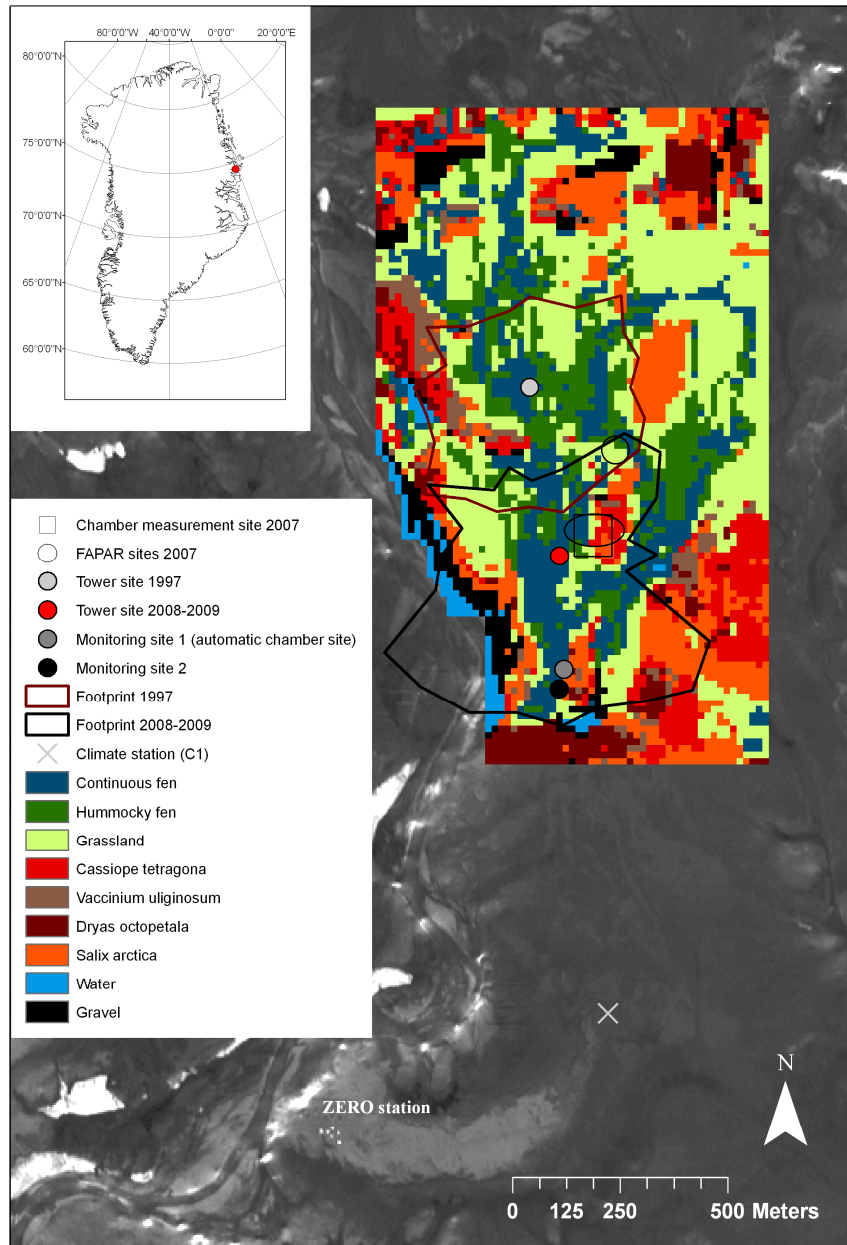 80°0'0"W 40°0'0"W 20°0'0"E
80°0'0"N
75°0'0"N
70°0'0"N
65°0'0"N
60°0'0"N
Chamber measurement site 2007
FAPAR sites 2007
Tower site 1997
Tower site 2008-2009
Monitoring site 1 (automatic chamber site)
Monitoring site 2
Footprint 1997
Footprint 2008-2009
Climate station (C1)
Continuous fen
Hummocky fen
Grassland
Cassiope tetragona
Vaccinium uliginosum
Dryas octopetala
Salix arctica
Water
Gravel
ZERO station
N
0 125 250 500 Meters